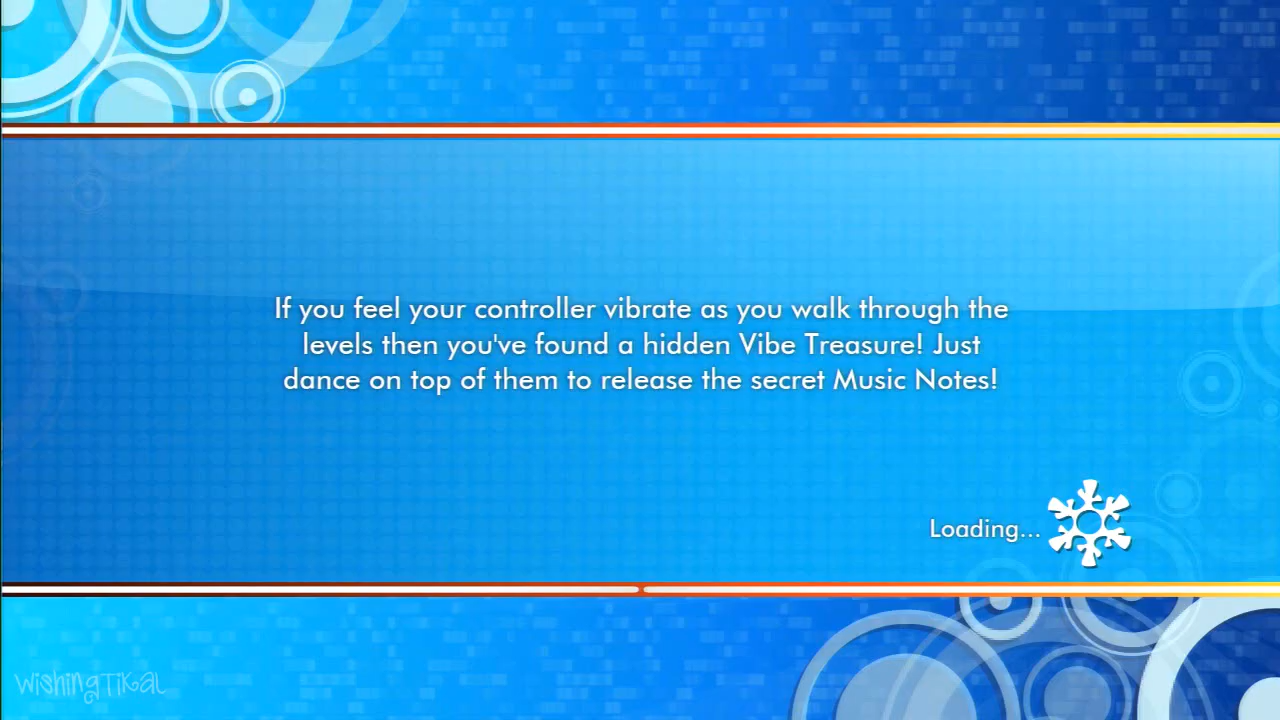 If you feel your controller vibrate as you walk through the
levels then you've found a hidden Vibe Treasure! Just
dance on top of them to release the secret Music Notes!
Loading...
WishingTikal